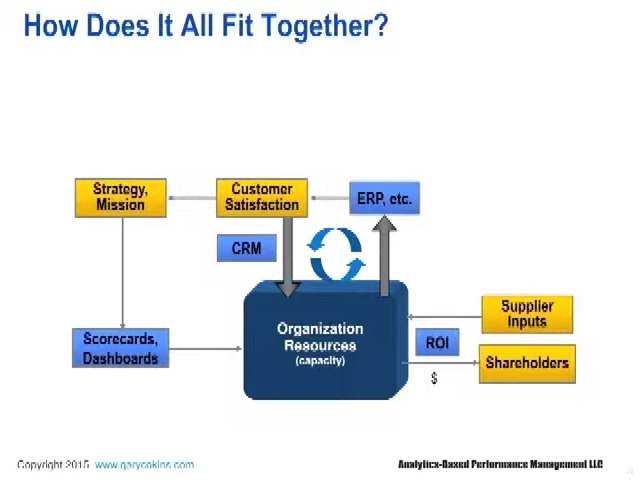 How Does It All Fit Together?
Strategy,
Mission
Customer
Satisfaction
ERP, etc.
CRM
Organization
Resources
(capacity)
Supplier
Inputs
Scorecards,
Dashboards
ROI
Shareholders
$
Copyright 2015 www.garycokins.com
Analytics-Based Performance Management LLC